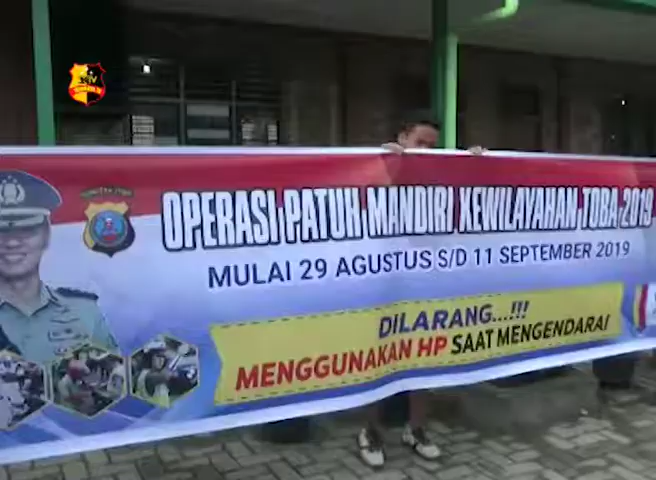 OPERASI PATUH MANDIRI KEWILAYAHAN TOBA 2019
MULAI 29 AGUSTUS S/D 11 SEPTEMBER 2019
DILARANG...!!!
MENGGUNAKAN HP SAAT MENGENDARAI